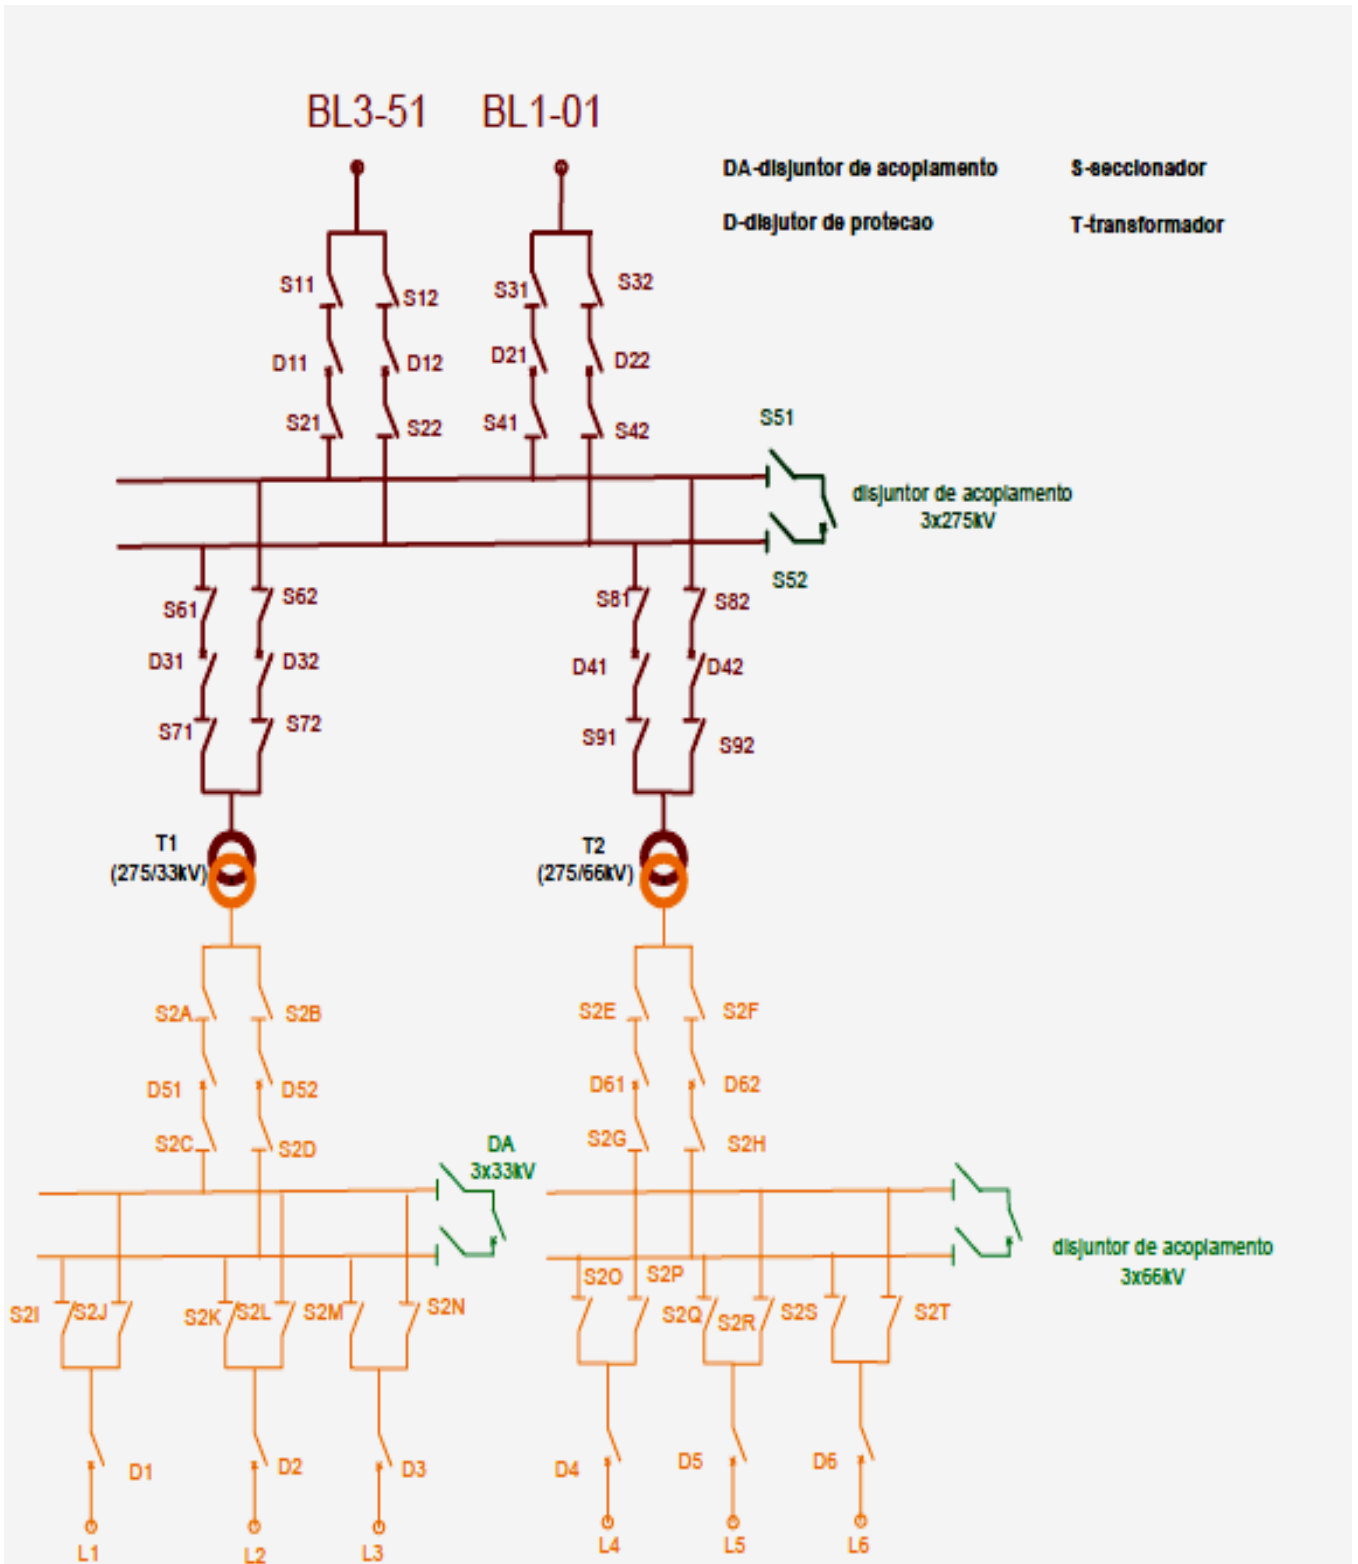 BL3-51 BL1-01
DA-disjuntor de acoplamento S-seccionador
D-disjutor de protecao T-transformador
S11 S12 S31 S32
D11 D12 D21 D22
S21 S22 S41 S42
S51
disjuntor de acoplamento
3x275kV
S52
S61 S62 S81 S82
D31 D32 D41 D42
S71 S72 S91 S92
T1 T2
(275/33kV) (275/66kV)
S2A S2B S2E S2F
D51 D52 D61 D62
S2C S2D S2G S2H
DA
3x33kV
disjuntor de acoplamento
3x66kV
S2O S2P
S2I S2J S2K S2L S2M S2N S2Q S2R S2S S2T
D1 D2 D3 D4 D5 D6
L1 L2 L3 L4 L5 L6